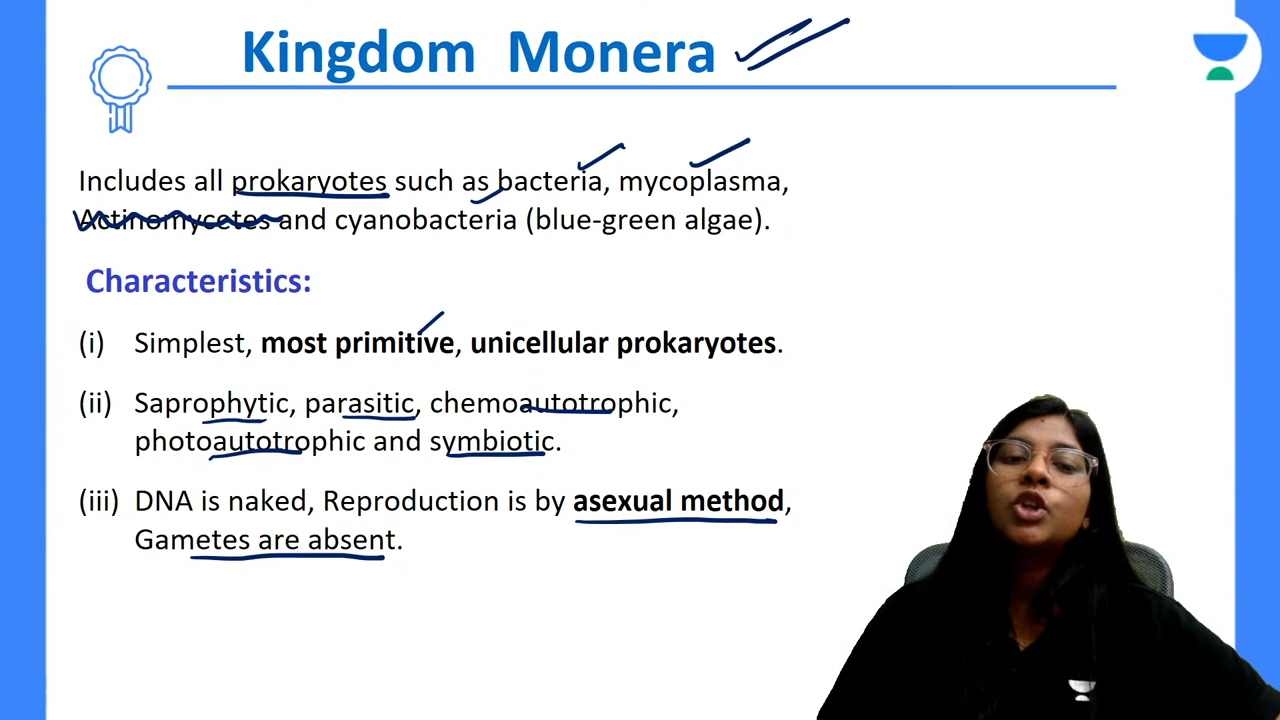 Kingdom Monera
Includes all prokaryotes such as bacteria, mycoplasma,
Actinomycetes and cyanobacteria (blue-green algae).
Characteristics:
(i) Simplest, most primitive, unicellular prokaryotes.
(ii) Saprophytic, parasitic, chemoautotrophic,
photoautotrophic and symbiotic.
(iii) DNA is naked, Reproduction is by asexual method,
Gametes are absent.